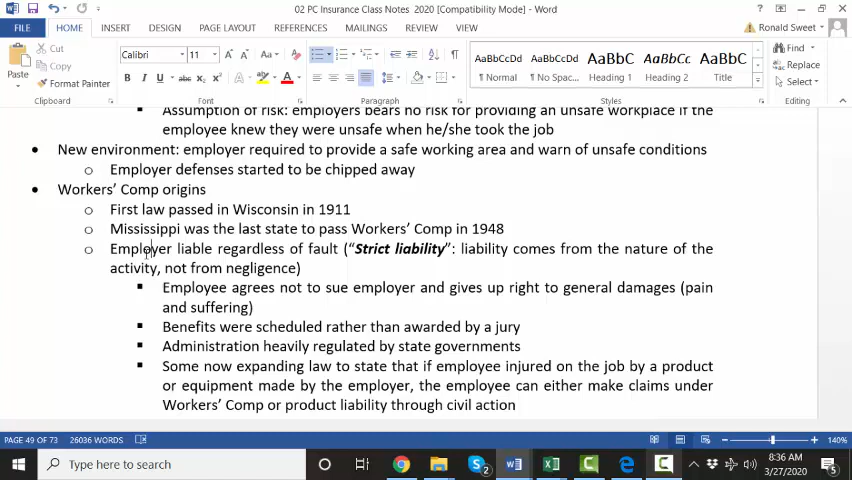 02 PC Insurance Class Notes 2020 [Compatibility Mode] - Word
FILE HOME INSERT DESIGN PAGE LAYOUT REFERENCES MAILINGS REVIEW VIEW Ronald Sweet
Paste Cut Copy Format Painter
Calibri 11
AaBbCcDd AaBbCcDd AaBbC AaBbCc AaBbC
¶ Normal ¶ No Spac... Heading 1 Heading 2 Title
Find Replace Select
Clipboard Font Paragraph Styles Editing
▪ Assumption of risk: employers bears no risk for providing an unsafe workplace if the
employee knew they were unsafe when he/she took the job
• New environment: employer required to provide a safe working area and warn of unsafe conditions
o Employer defenses started to be chipped away
• Workers' Comp origins
o First law passed in Wisconsin in 1911
o Mississippi was the last state to pass Workers' Comp in 1948
o Employer liable regardless of fault (“Strict liability”: liability comes from the nature of the
activity, not from negligence)
▪ Employee agrees not to sue employer and gives up right to general damages (pain
and suffering)
▪ Benefits were scheduled rather than awarded by a jury
▪ Administration heavily regulated by state governments
▪ Some now expanding law to state that if employee injured on the job by a product
or equipment made by the employer, the employee can either make claims under
Workers' Comp or product liability through civil action
PAGE 49 OF 73 26036 WORDS 140%
Type here to search
8:36 AM
3/27/2020